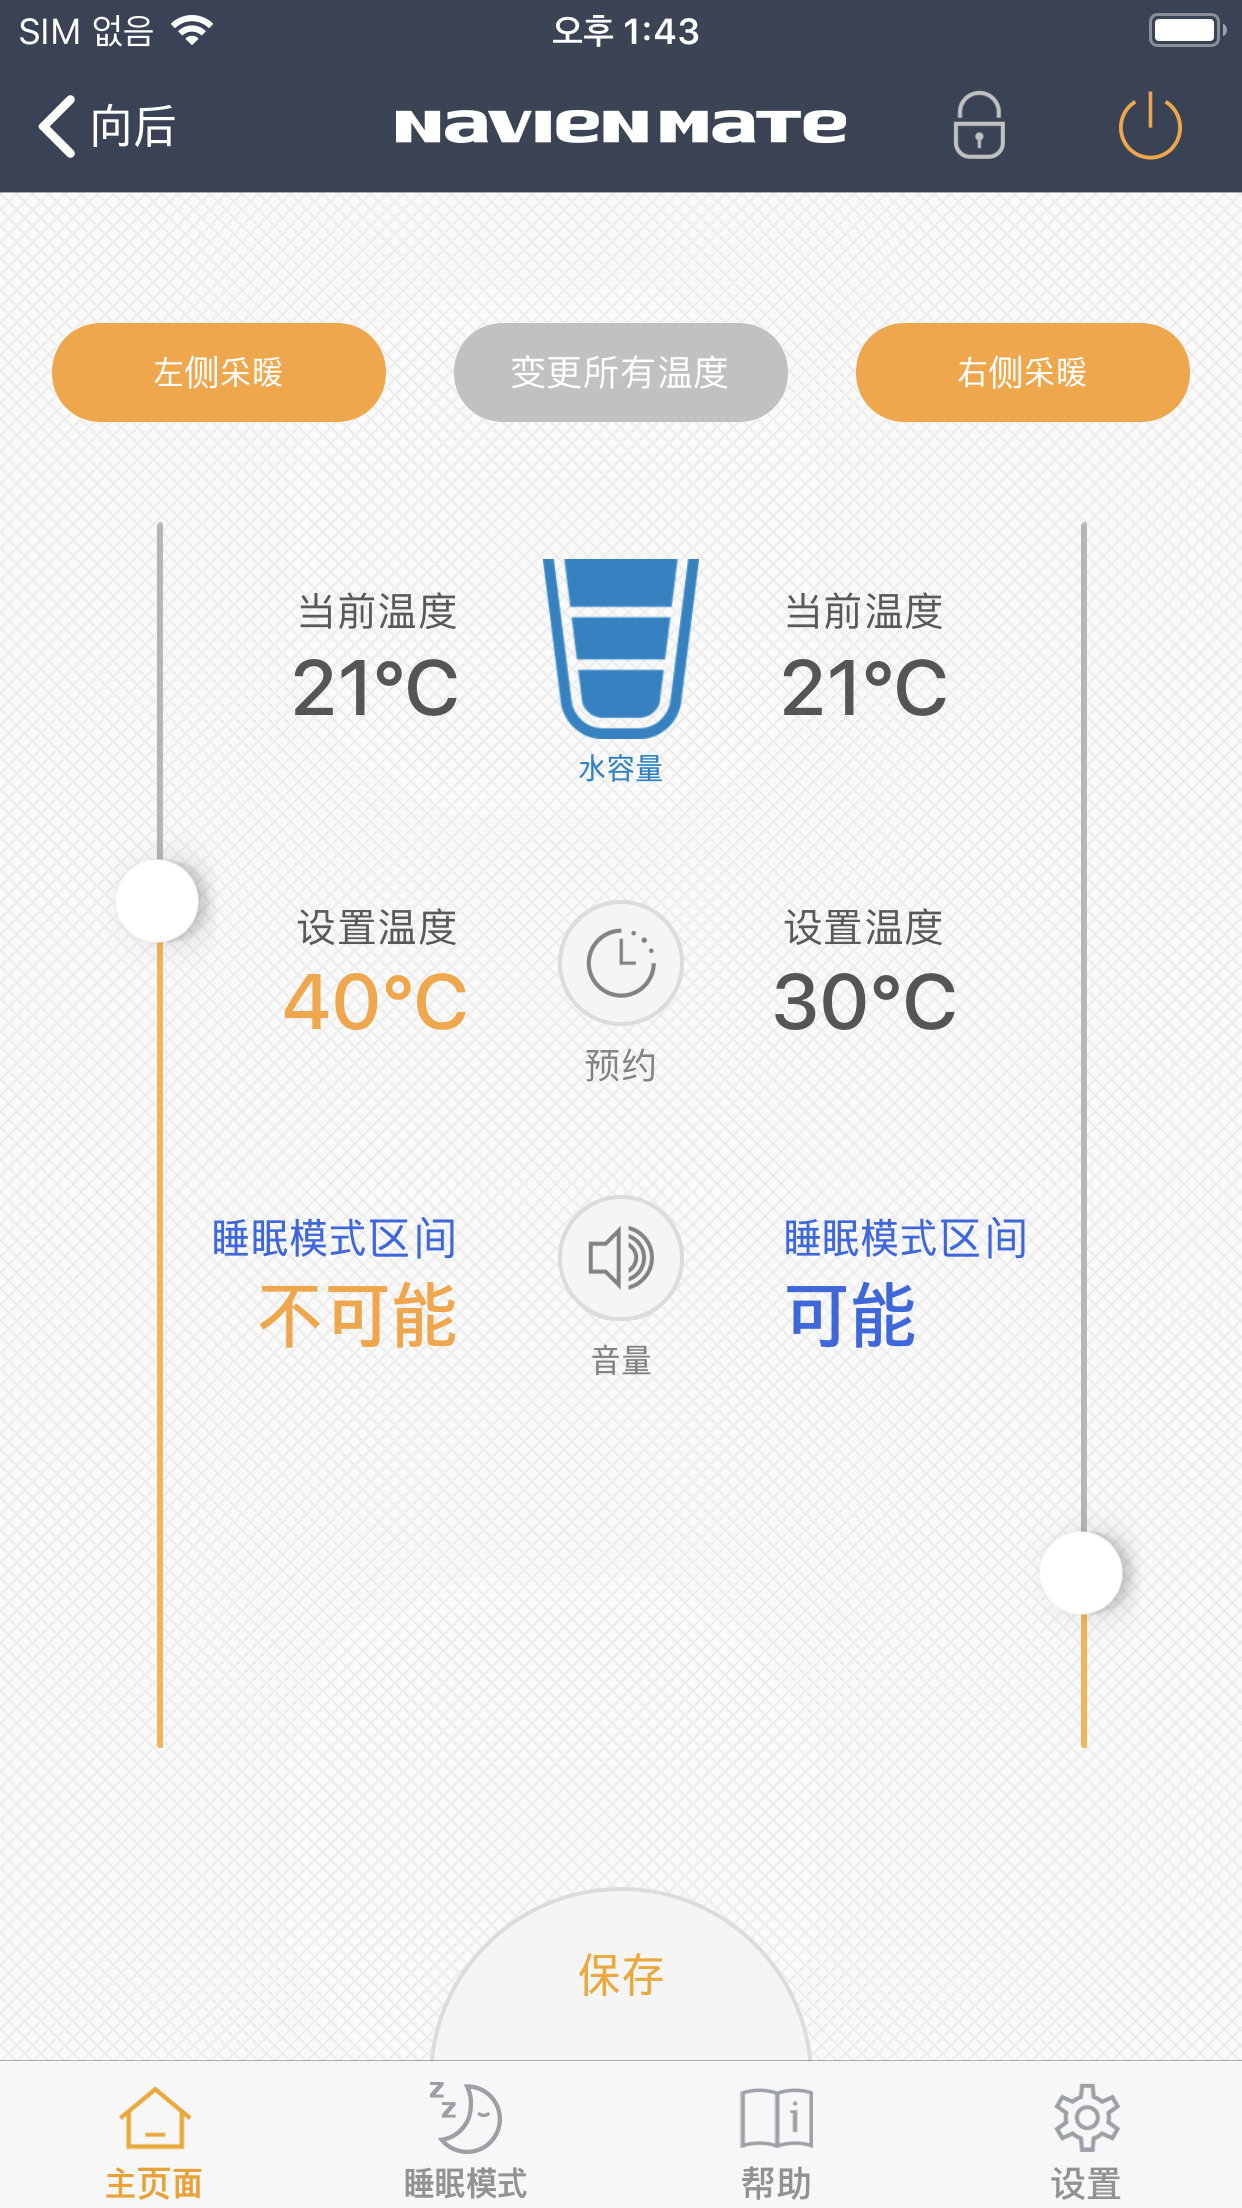 SIM 없음 오후 1:43
向后 NAVIEN MATE
左侧采暖 变更所有温度 右侧采暖
当前温度 当前温度
21°C 21°C
水容量
设置温度 设置温度
40°C 30°C
预约
睡眠模式区间 睡眠模式区间
不可能 可能
音量
保存
主页面 睡眠模式 帮助 设置